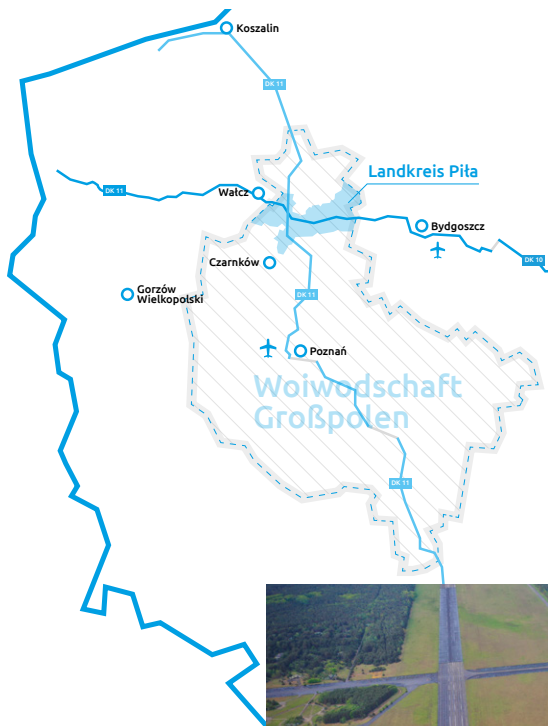 Koszalin
DK 11
Landkreis Piła
DK 11
Wałcz
Bydgoszcz
Czarnków
DK 10
Gorzów
Wielkopolski
DK 11
Poznań
Woiwodschaft
Großpolen
DK 11